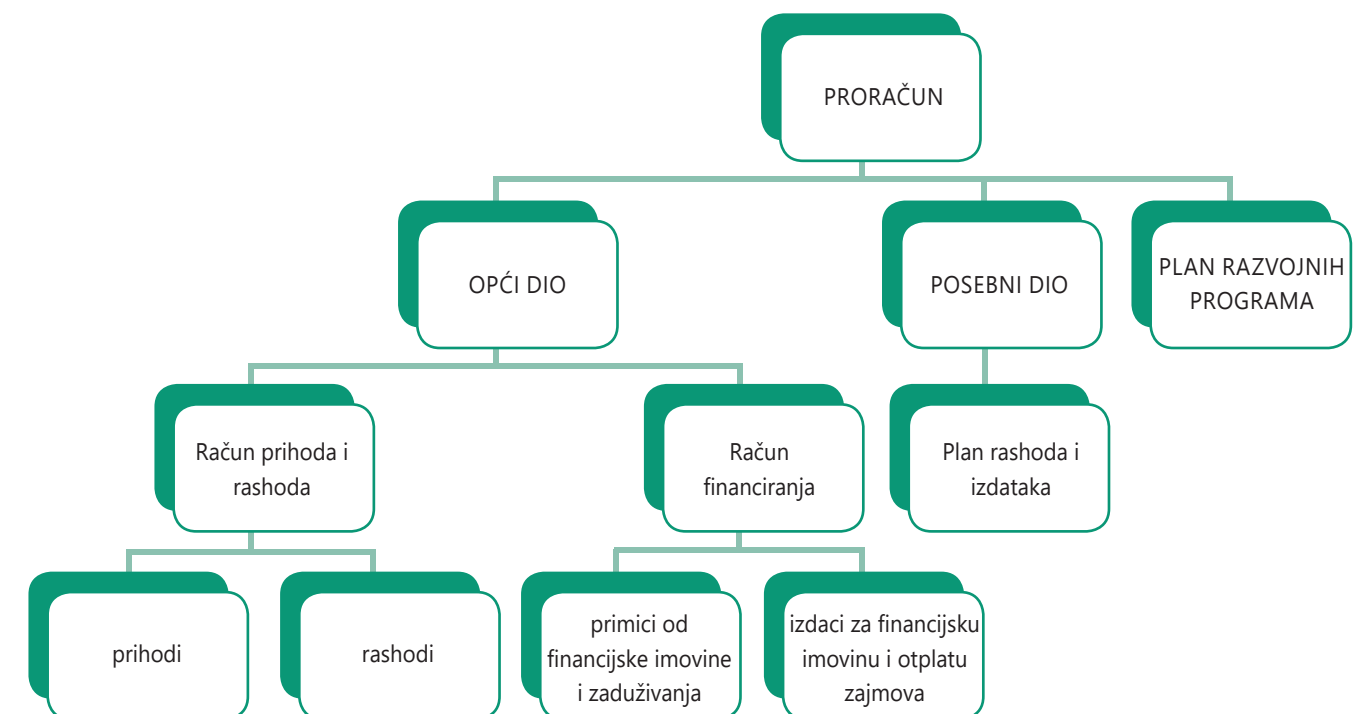 PRORAČUN
OPĆI DIO
POSEBNI DIO
PLAN RAZVOJNIH
PROGRAMA
Račun prihoda i
rashoda
Račun
financiranja
Plan rashoda i
izdataka
prihodi
rashodi
primici od
financijske imovine
i zaduživanja
izdaci za financijsku
imovinu i otplatu
zajmova